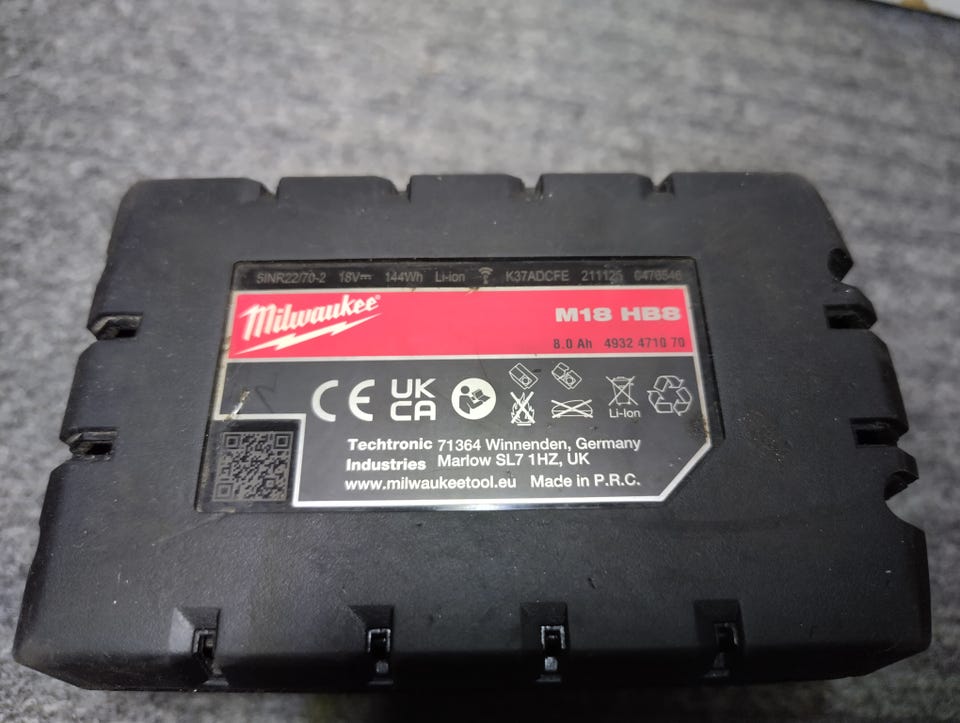 5INR22/70-2 18V⎓ 144Wh Li-ion K37ADCFE 211125 0476546
Milwaukee®
M18 HB8
8.0 Ah 4932 4710 70
CE UK CA
Li-Ion
Techtronic Industries
71364 Winnenden, Germany
Marlow SL7 1HZ, UK
www.milwaukeetool.eu Made in P.R.C.